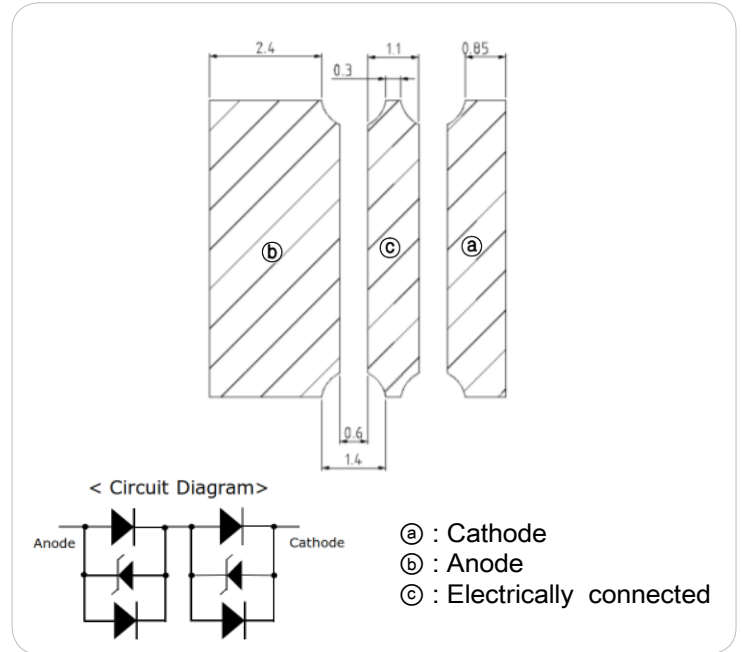 2.4 1.1 0.85
0.3
ⓑ ⓒ ⓐ
0.6
1.4
< Circuit Diagram>
Anode Cathode
ⓐ : Cathode
ⓑ : Anode
ⓒ : Electrically connected